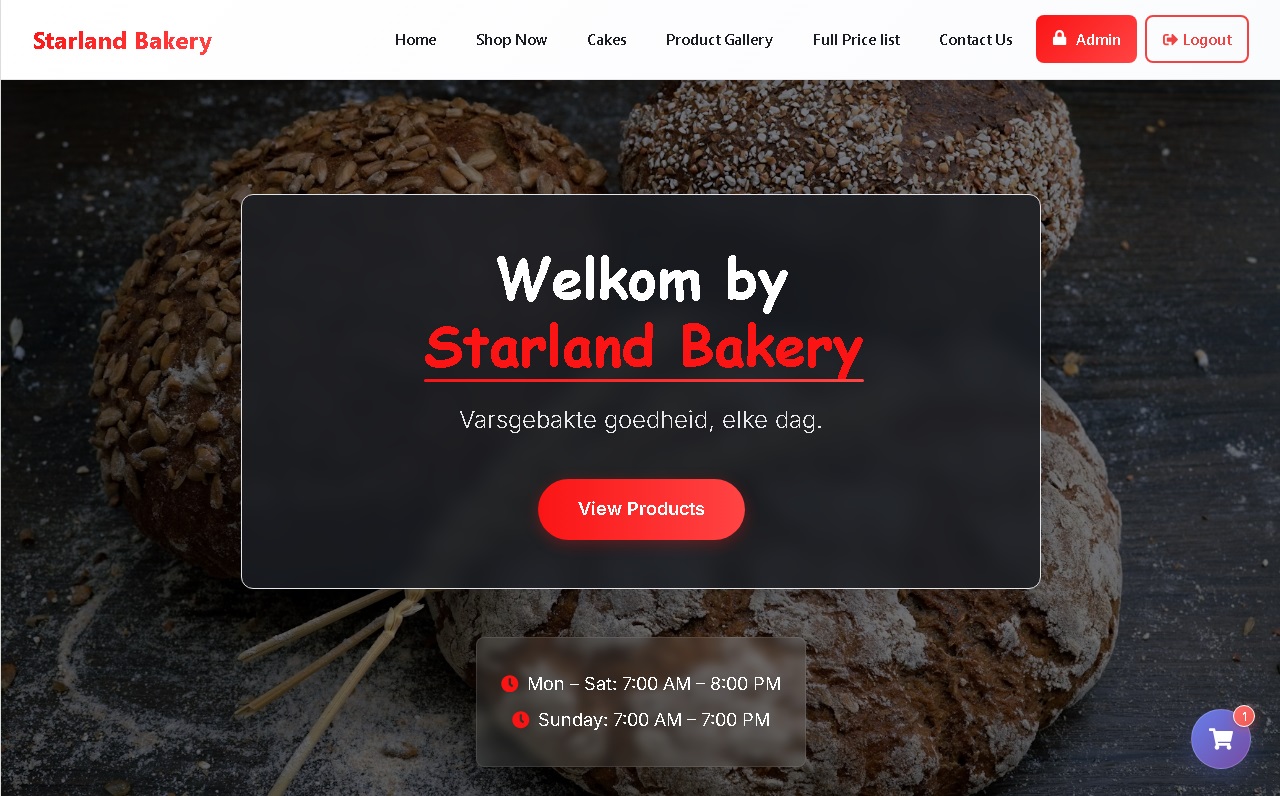 Starland Bakery
Home Shop Now Cakes Product Gallery Full Price list Contact Us Admin Logout
Welkom by
Starland Bakery
Varsgebakte goedheid, elke dag.
View Products
Mon – Sat: 7:00 AM – 8:00 PM
Sunday: 7:00 AM – 7:00 PM
1